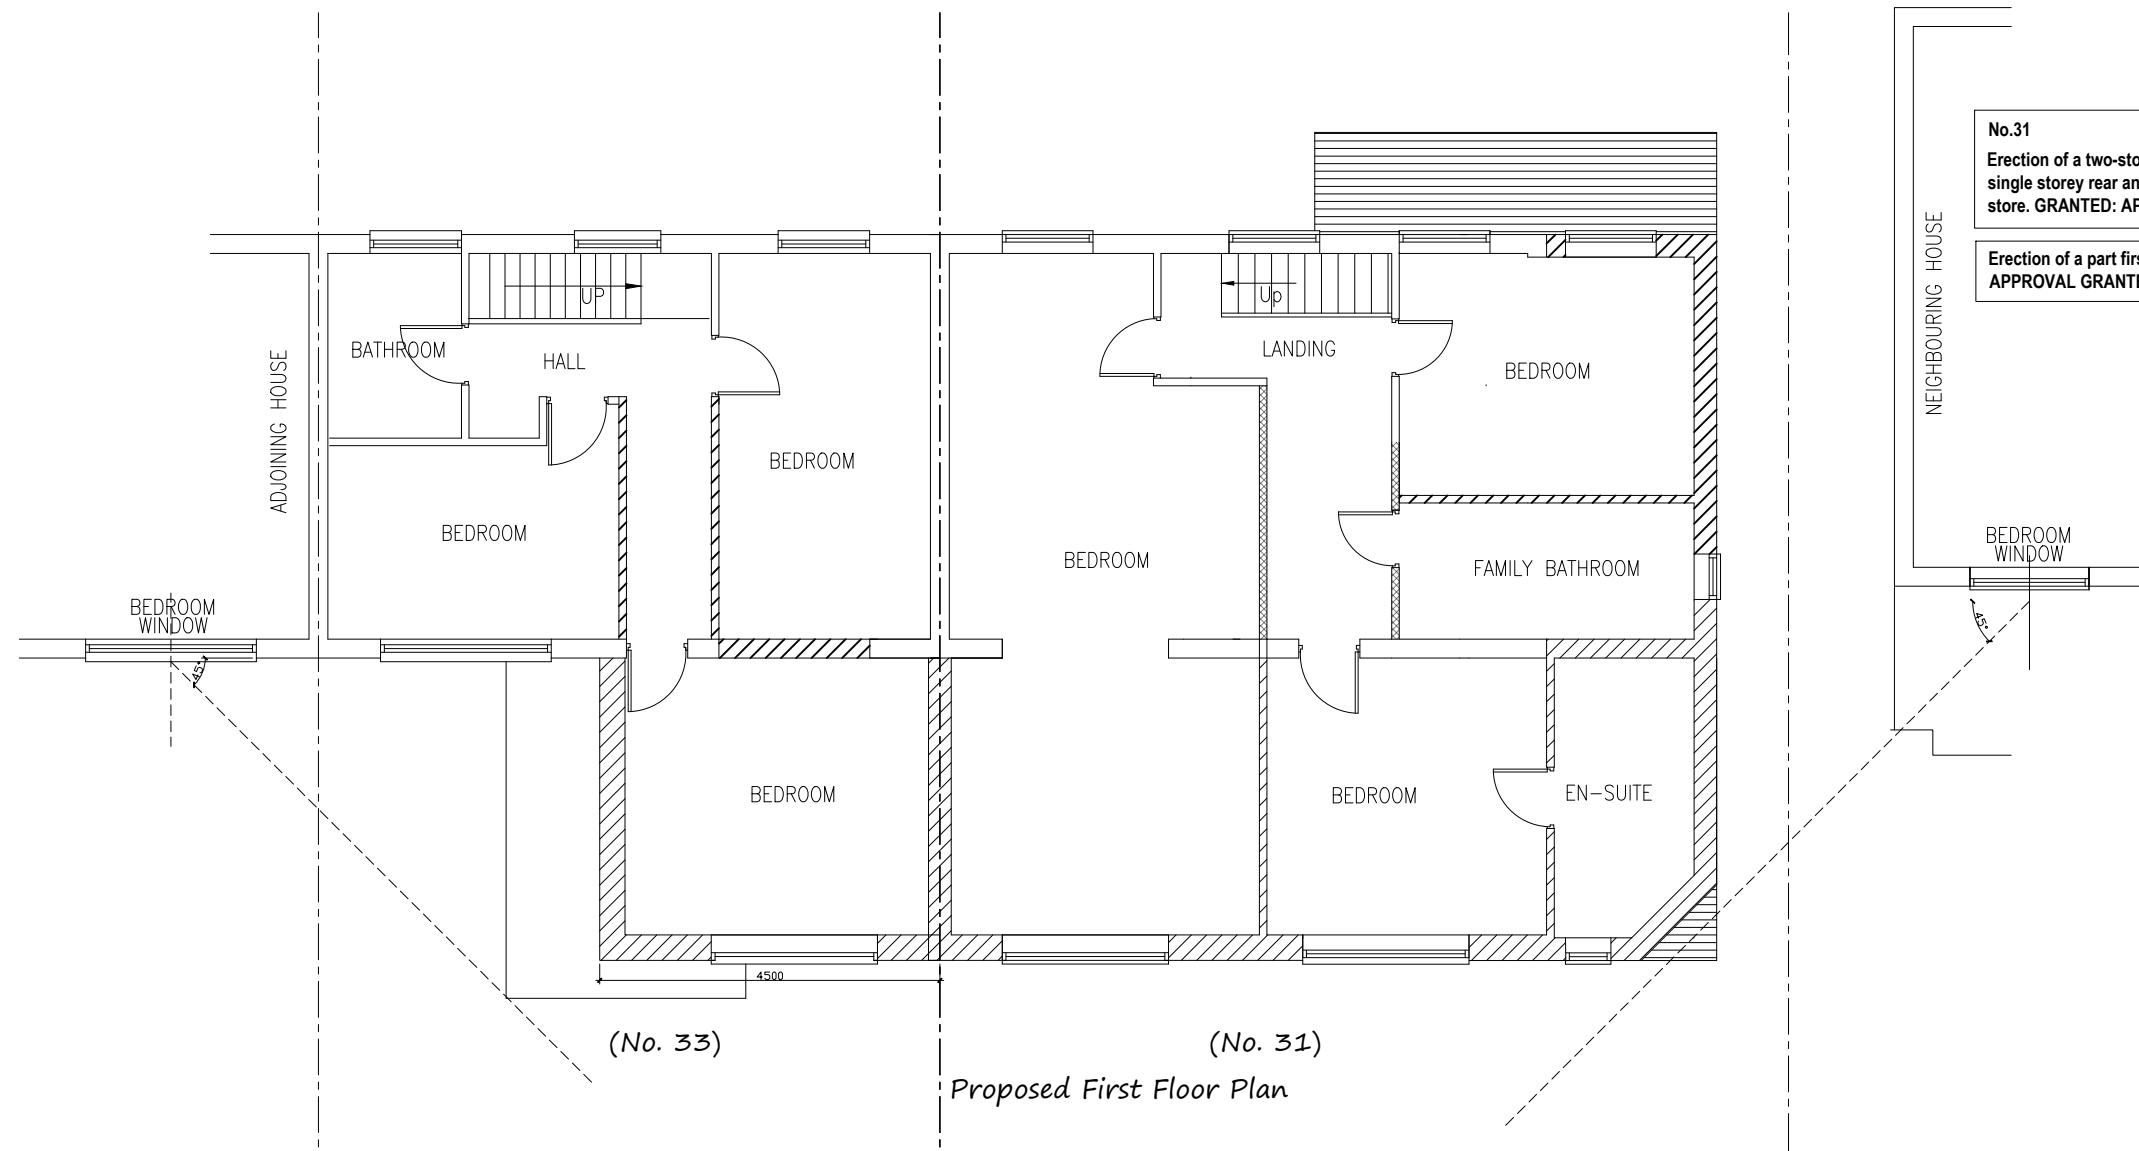 No.31
Erection of a two-sto
single storey rear an
store. GRANTED: AP
Erection of a part firs
APPROVAL GRANTE
NEIGHBOURING HOUSE
ADJOINING HOUSE
UP
Up
BATHROOM
HALL
LANDING
BEDROOM
BEDROOM
BEDROOM
BEDROOM
FAMILY BATHROOM
BEDROOM
WINDOW
BEDROOM
WINDOW
45°
45°
BEDROOM
BEDROOM
EN-SUITE
4500
(No. 33)
(No. 31)
Proposed First Floor Plan